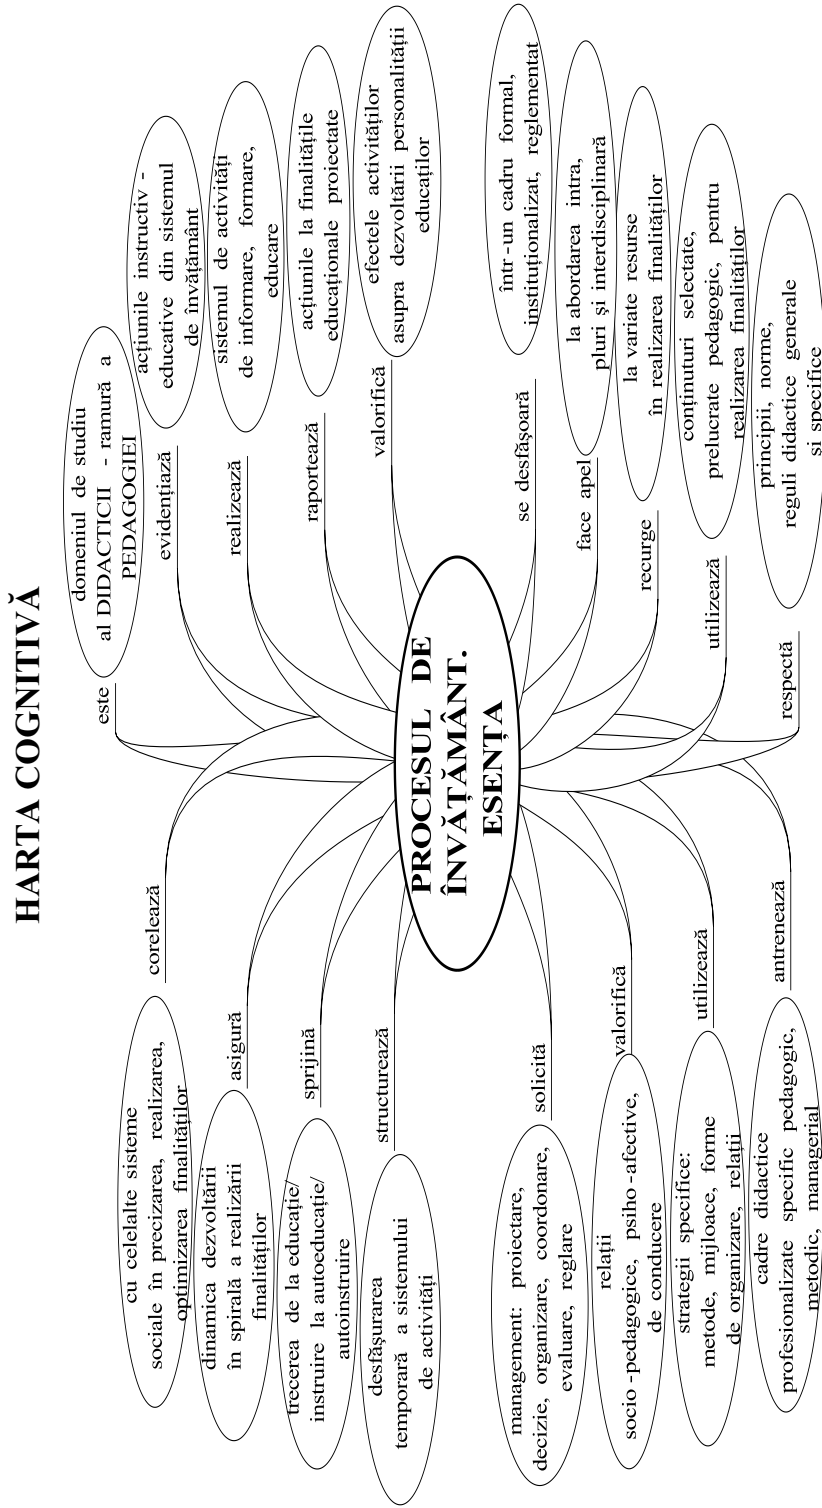 HARTA COGNITIVĂ
cu celelalte sisteme
sociale în precizarea, realizarea,
optimizarea finalităților
corelează
dinamica dezvoltării
în spirală a realizării
finalităților
asigură
trecerea de la educație/
instruire la autoeducație/
autoinstruire
sprijină
desfășurarea
temporară a sistemului
de activități
structurează
management: proiectare,
decizie, organizare, coordonare,
evaluare, reglare
solicită
relații
socio -pedagogice, psiho -afective,
de conducere
valorifică
strategii specifice:
metode, mijloace, forme
de organizare, relații
utilizează
cadre didactice
profesionalizate specific pedagogic,
metodic, managerial
antrenează
PROCESUL DE
ÎNVĂȚĂMÂNT.
ESENȚA
este
domeniul de studiu
al DIDACTICII - ramură a
PEDAGOGIEI
evidențiază
acțiunile instructiv -
educative din sistemul
de învățământ
realizează
sistemul de activități
de informare, formare,
educare
raportează
acțiunile la finalitățile
educaționale proiectate
valorifică
efectele activităților
asupra dezvoltării personalității
educaților
se desfășoară
într -un cadru formal,
instituționalizat, reglementat
face apel
la abordarea intra,
pluri și interdisciplinară
recurge
la variate resurse
în realizarea finalităților
utilizează
conținuturi selectate,
prelucrate pedagogic, pentru
realizarea finalităților
respectă
principii, norme,
reguli didactice generale
si specifice